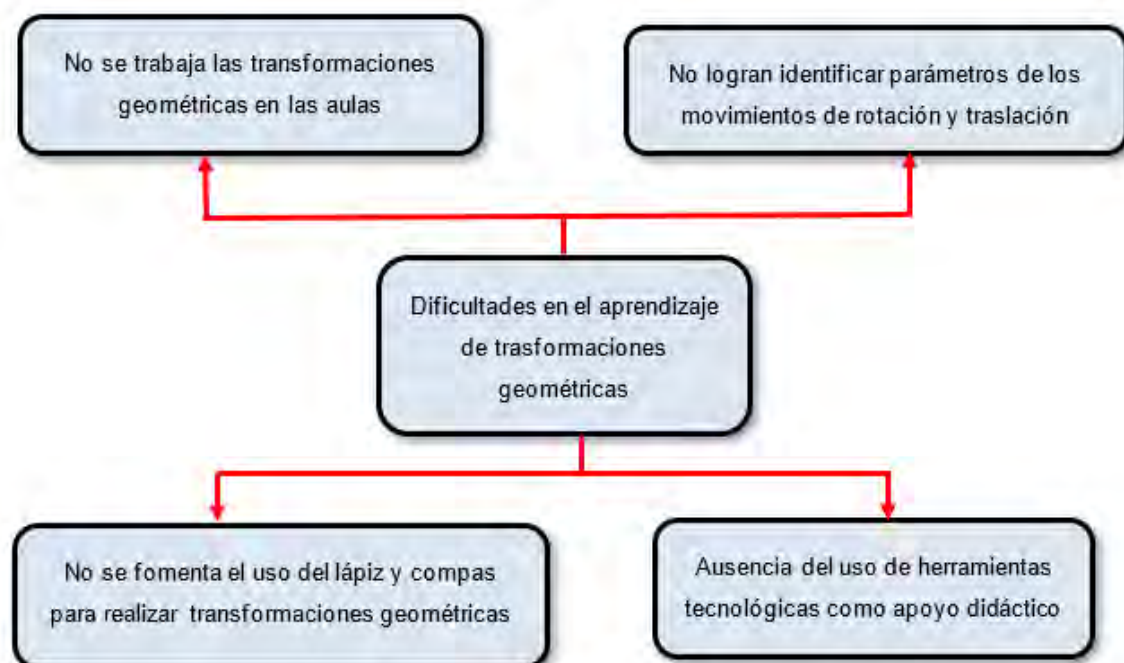 No se trabaja las transformaciones
geométricas en las aulas
No logran identificar parámetros de los
movimientos de rotación y traslación
Dificultades en el aprendizaje
de trasformaciones
geométricas
No se fomenta el uso del lápiz y compas
para realizar transformaciones geométricas
Ausencia del uso de herramientas
tecnológicas como apoyo didáctico